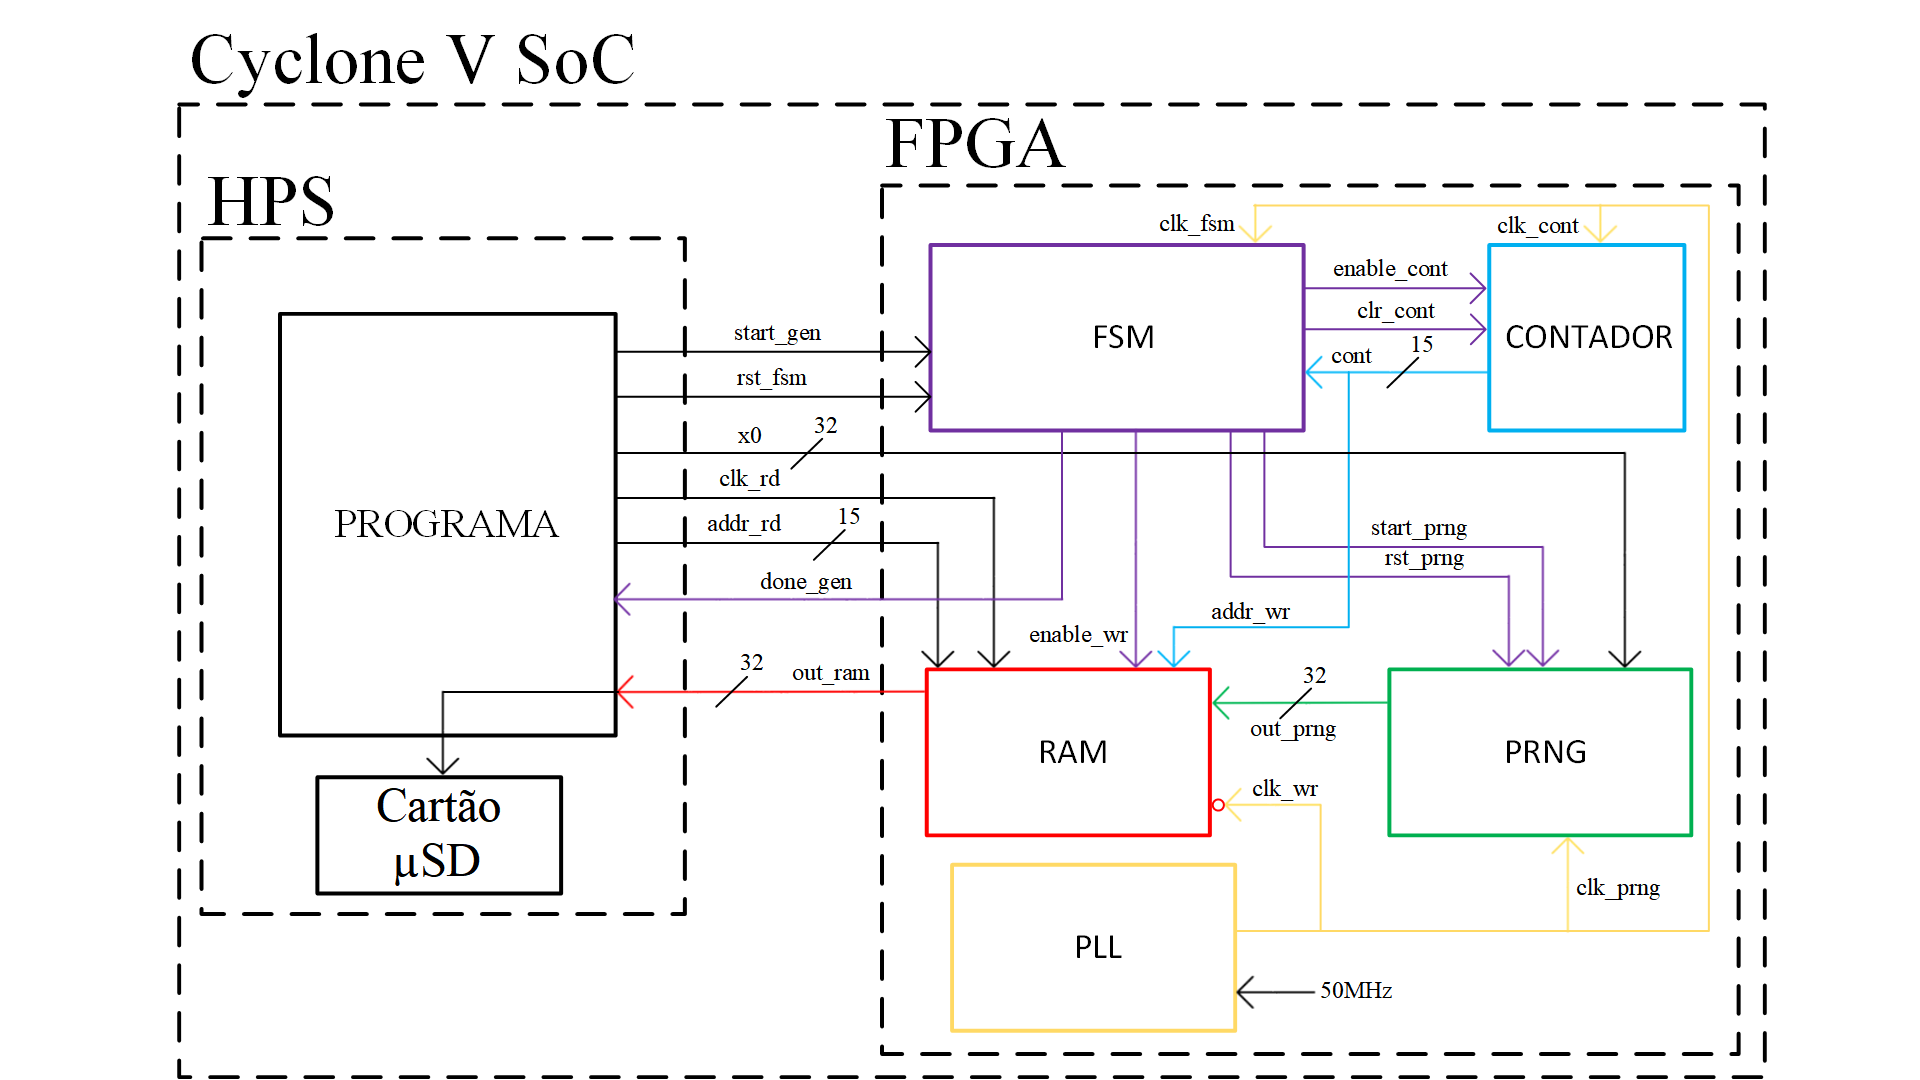 Cyclone V SoC
FPGA
HPS
clk_fsm
clk_cont
enable_cont
clr_cont
cont
15
FSM
CONTADOR
start_gen
rst_fsm
x0
32
clk_rd
addr_rd
15
done_gen
PROGRAMA
start_prng
rst_prng
addr_wr
enable_wr
32
out_ram
32
out_prng
RAM
PRNG
clk_wr
Cartão
µSD
clk_prng
PLL
50MHz